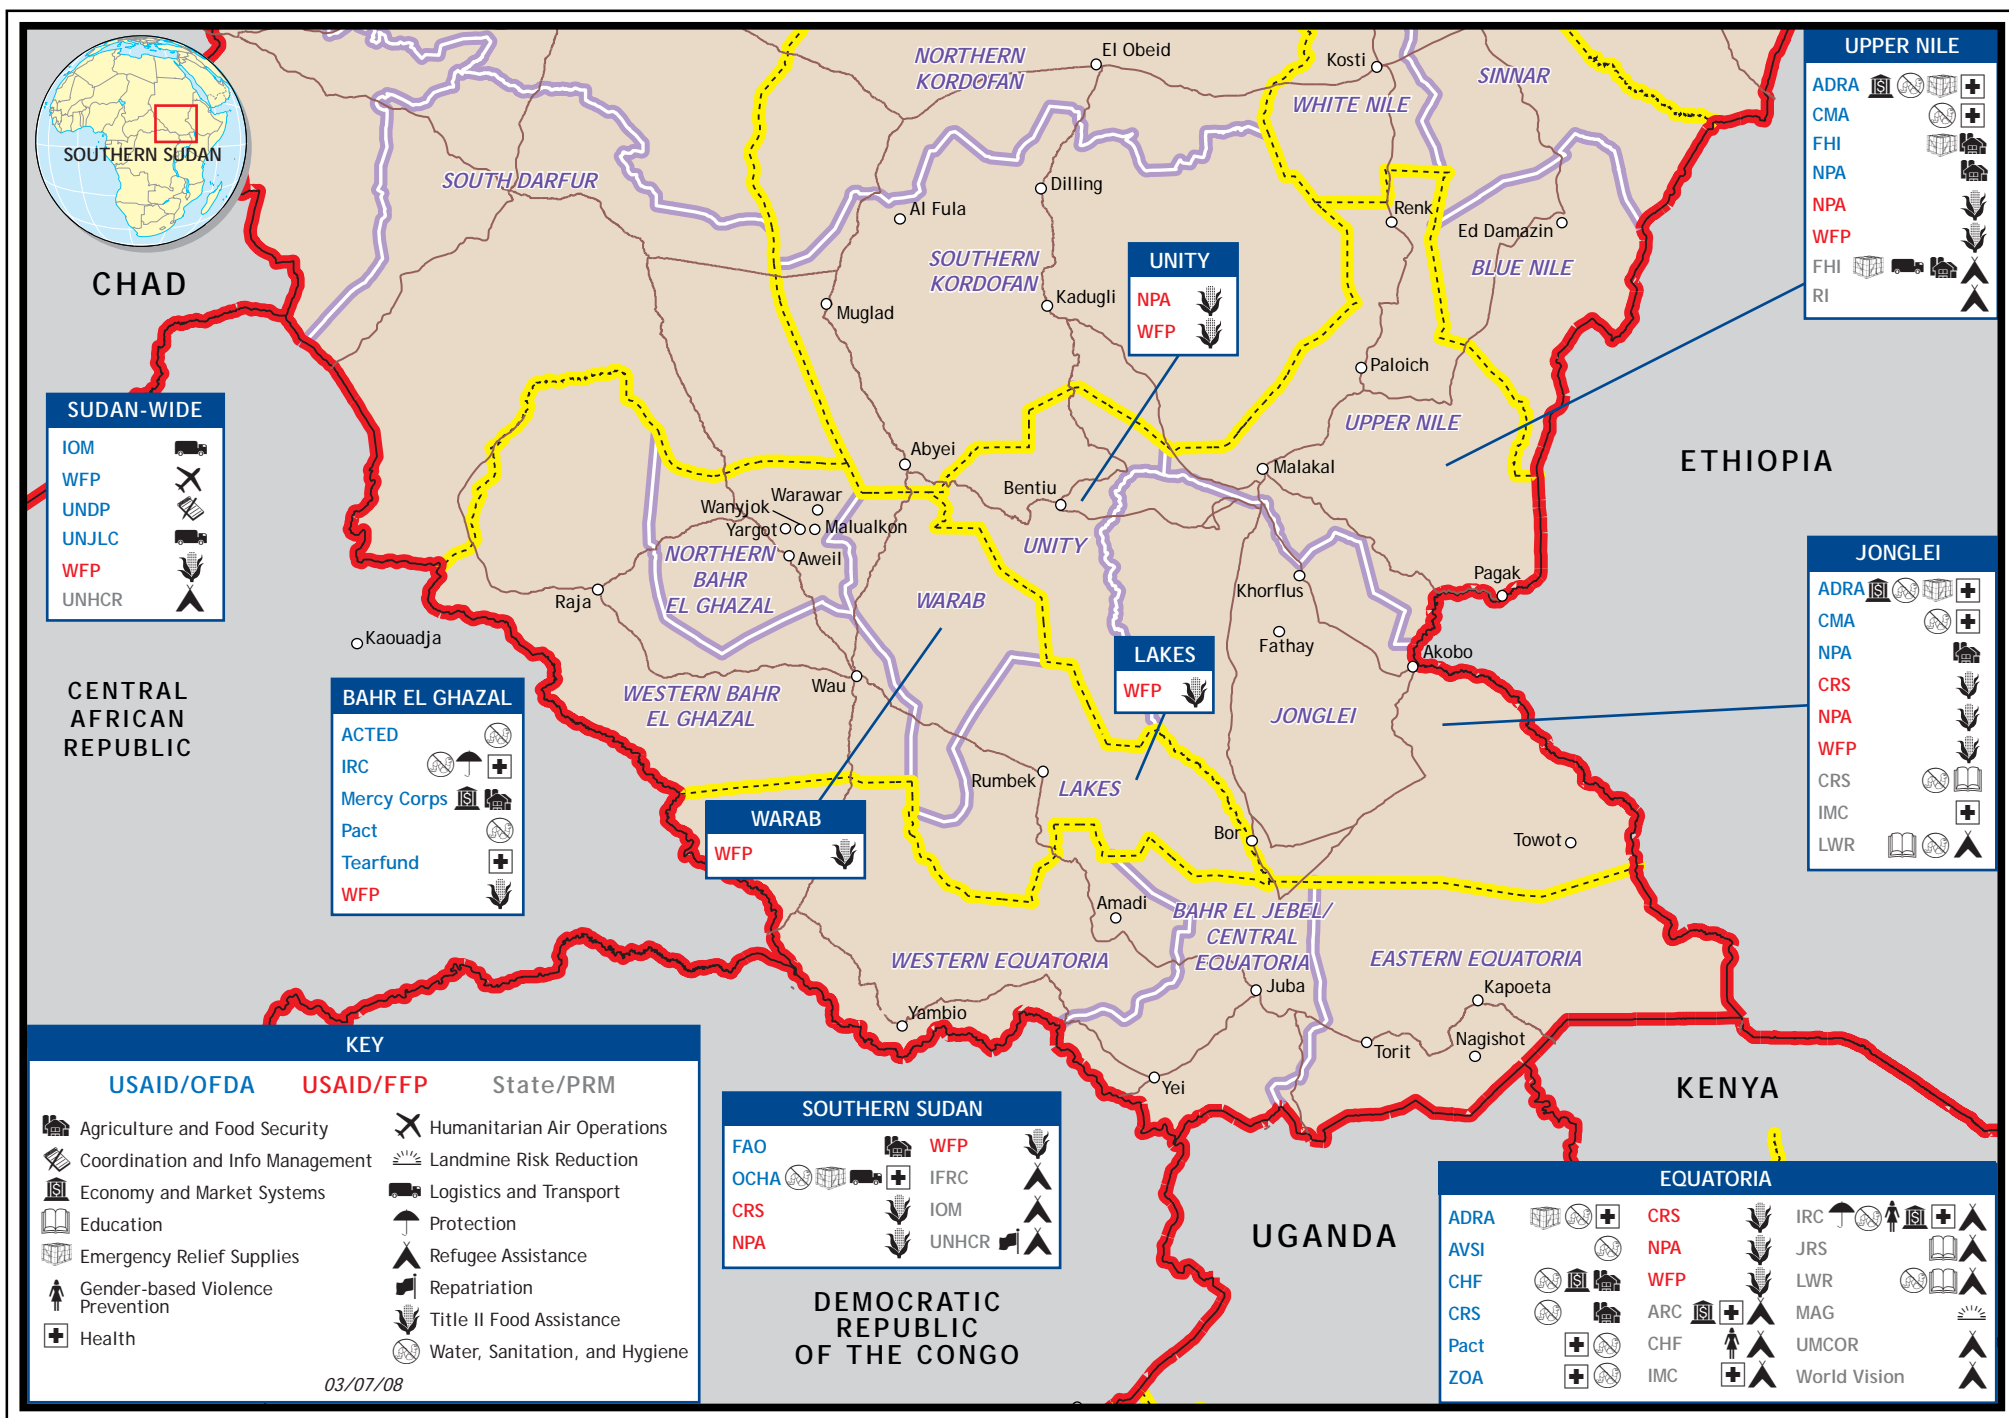 SOUTHERN SUDAN
CHAD
CENTRAL
AFRICAN
REPUBLIC
ETHIOPIA
KENYA
UGANDA
DEMOCRATIC
REPUBLIC
OF THE CONGO
NORTHERN
KORDOFAN
El Obeid
Kosti
WHITE NILE
SINNAR
SOUTH DARFUR
Dilling
Al Fula
Renk
Ed Damazin
BLUE NILE
SOUTHERN
KORDOFAN
Kadugli
Muglad
Paloich
UPPER NILE
Abyei
Malakal
Bentiu
Warawar
Wanyjok
Yargot
Malualkon
Aweil
NORTHERN
BAHR
EL GHAZAL
UNITY
WARAB
Raja
Kaouadja
Khorflus
Pagak
Fathay
Akobo
Wau
WESTERN BAHR
EL GHAZAL
JONGLEI
Rumbek
LAKES
Bor
Towot
Amadi
BAHR EL JEBEL/
CENTRAL
EQUATORIA
WESTERN EQUATORIA
EASTERN EQUATORIA
Juba
Kapoeta
Yambio
Torit
Nagishot
Yei
UPPER NILE
ADRA
CMA
FHI
NPA
NPA
WFP
FHI
RI
UNITY
NPA
WFP
SUDAN-WIDE
IOM
WFP
UNDP
UNJLC
WFP
UNHCR
JONGLEI
ADRA
CMA
NPA
CRS
NPA
WFP
CRS
IMC
LWR
LAKES
WFP
BAHR EL GHAZAL
ACTED
IRC
Mercy Corps
Pact
Tearfund
WFP
WARAB
WFP
SOUTHERN SUDAN
FAO WFP
OCHA IFRC
CRS IOM
NPA UNHCR
EQUATORIA
ADRA CRS IRC
AVSI NPA JRS
CHF WFP LWR
CRS ARC MAG
Pact CHF UMCOR
ZOA IMC World Vision
KEY
USAID/OFDA USAID/FFP State/PRM
Agriculture and Food Security
Coordination and Info Management
Economy and Market Systems
Education
Emergency Relief Supplies
Gender-based Violence
Prevention
Health
Humanitarian Air Operations
Landmine Risk Reduction
Logistics and Transport
Protection
Refugee Assistance
Repatriation
Title II Food Assistance
Water, Sanitation, and Hygiene
03/07/08